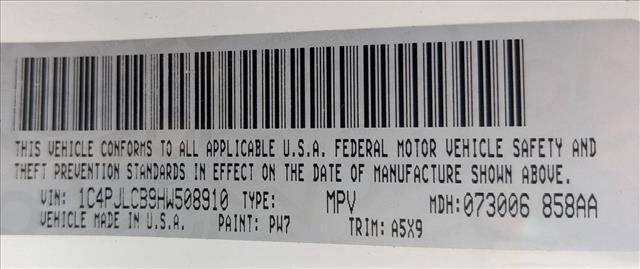 THIS VEHICLE CONFORMS TO ALL APPLICABLE U.S.A. FEDERAL MOTOR VEHICLE SAFETY AND
THEFT PREVENTION STANDARDS IN EFFECT ON THE DATE OF MANUFACTURE SHOWN ABOVE.
VIN: 1C4PJLCB9HW508910 TYPE: MPV MDH:073006 858AA
VEHICLE MADE IN U.S.A. PAINT: PW7 TRIM: A5X9